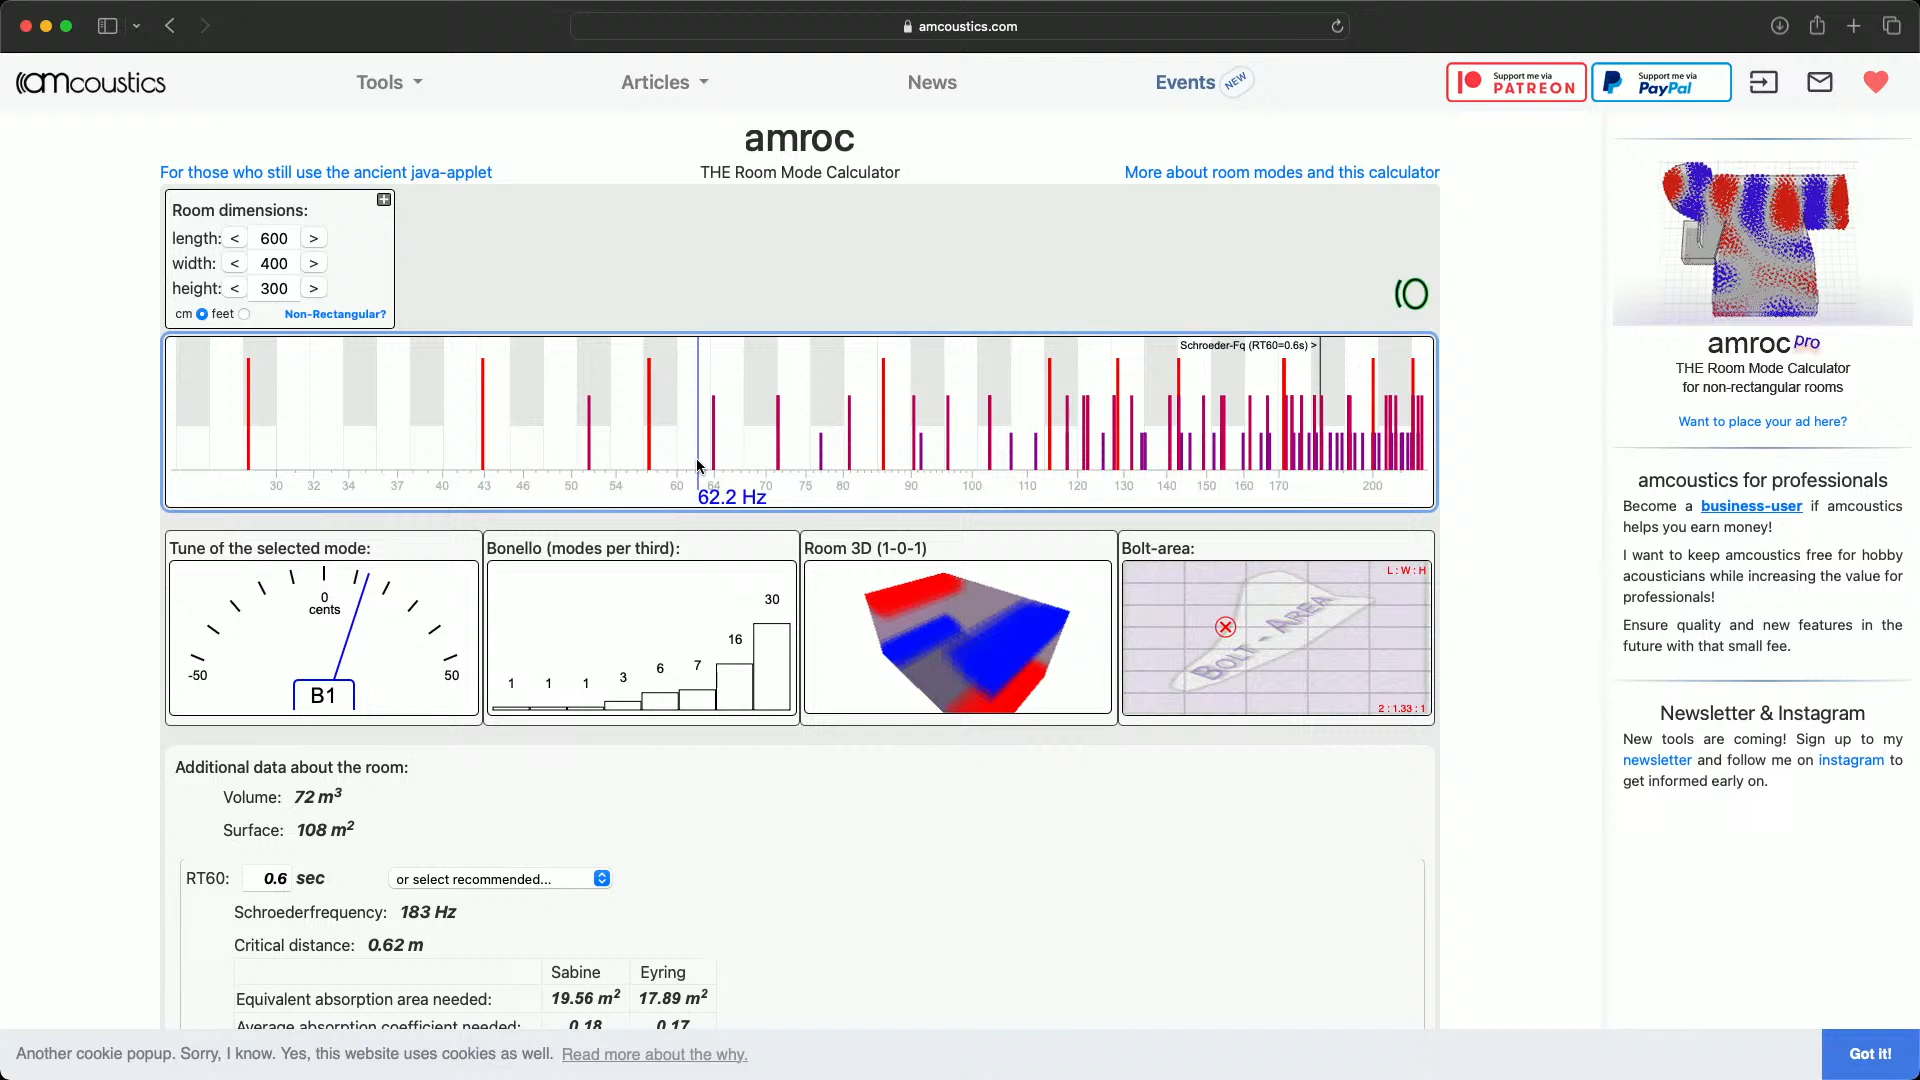 amcoustics.com
((amcoustics
Tools
Articles
News
Events NEW
Support me via
PATREON
Support me via
PayPal
amroc
For those who still use the ancient java-applet
THE Room Mode Calculator
More about room modes and this calculator
Room dimensions:
length: < 600 >
width: < 400 >
height: < 300 >
cm feet Non-Rectangular?
Schroeder-Fq (RT60=0.6s) >
30 32 34 37 40 43 46 50 54 60 64 70 75 80 90 100 110 120 130 140 150 160 170 200
62.2 Hz
Tune of the selected mode:
0
cents
-50
50
B1
Bonello (modes per third):
1 1 1 3 6 7 16 30
Room 3D (1-0-1)
Bolt-area:
L : W : H
BOLT - AREA
2 : 1.33 : 1
Additional data about the room:
Volume: 72 m³
Surface: 108 m²
RT60: 0.6 sec or select recommended...
Schroederfrequency: 183 Hz
Critical distance: 0.62 m
Sabine Eyring
Equivalent absorption area needed: 19.56 m² 17.89 m²
Average absorption coefficient needed: 0.18 0.17
amroc pro
THE Room Mode Calculator
for non-rectangular rooms
Want to place your ad here?
amcoustics for professionals
Become a business-user if amcoustics
helps you earn money!
I want to keep amcoustics free for hobby
acousticians while increasing the value for
professionals!
Ensure quality and new features in the
future with that small fee.
Newsletter & Instagram
New tools are coming! Sign up to my
newsletter and follow me on instagram to
get informed early on.
Another cookie popup. Sorry, I know. Yes, this website uses cookies as well. Read more about the why.
Got it!